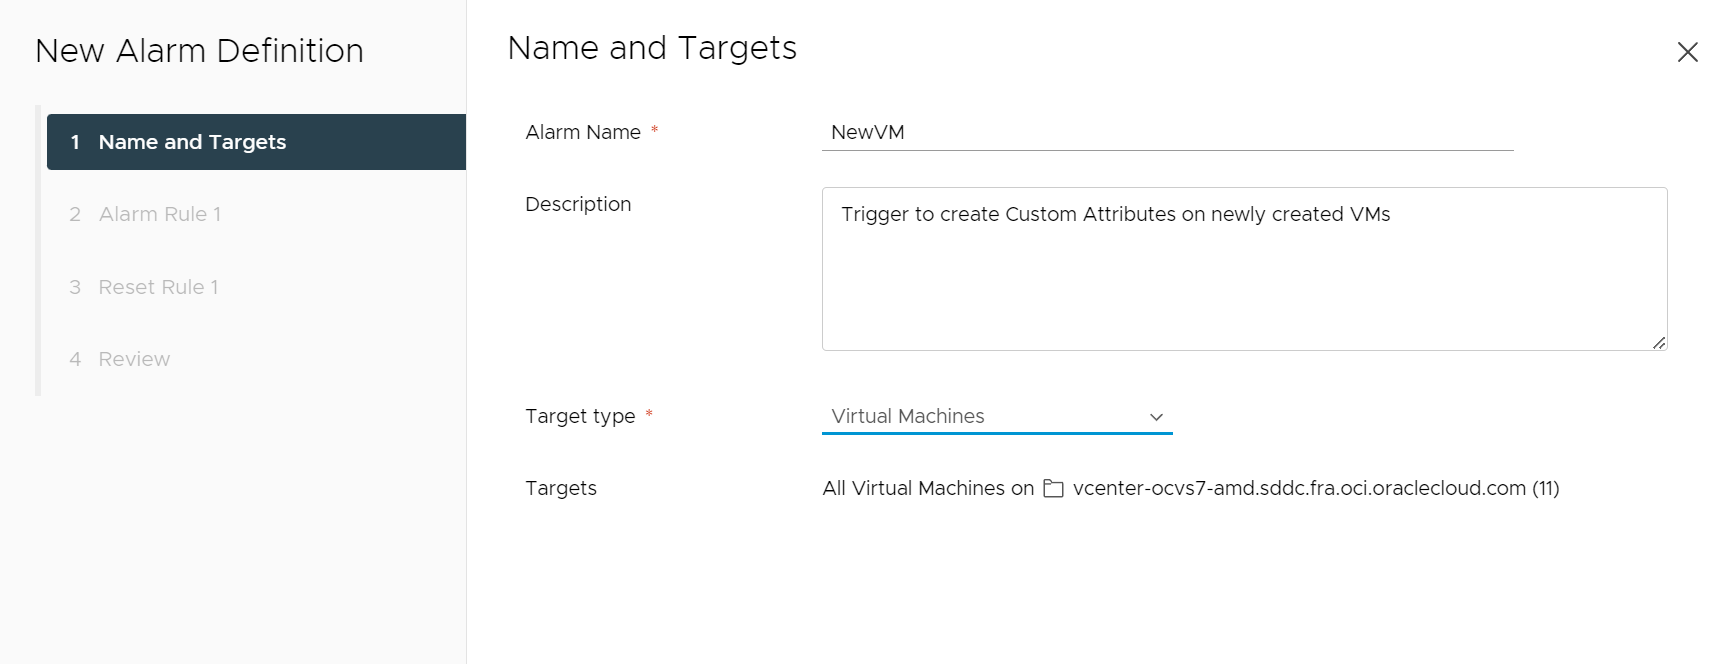 New Alarm Definition
1 Name and Targets
2 Alarm Rule 1
3 Reset Rule 1
4 Review
Name and Targets
Alarm Name * NewVM
Description Trigger to create Custom Attributes on newly created VMs
Target type * Virtual Machines
Targets All Virtual Machines on vcenter-ocvs7-amd.sddc.fra.oci.oraclecloud.com (11)